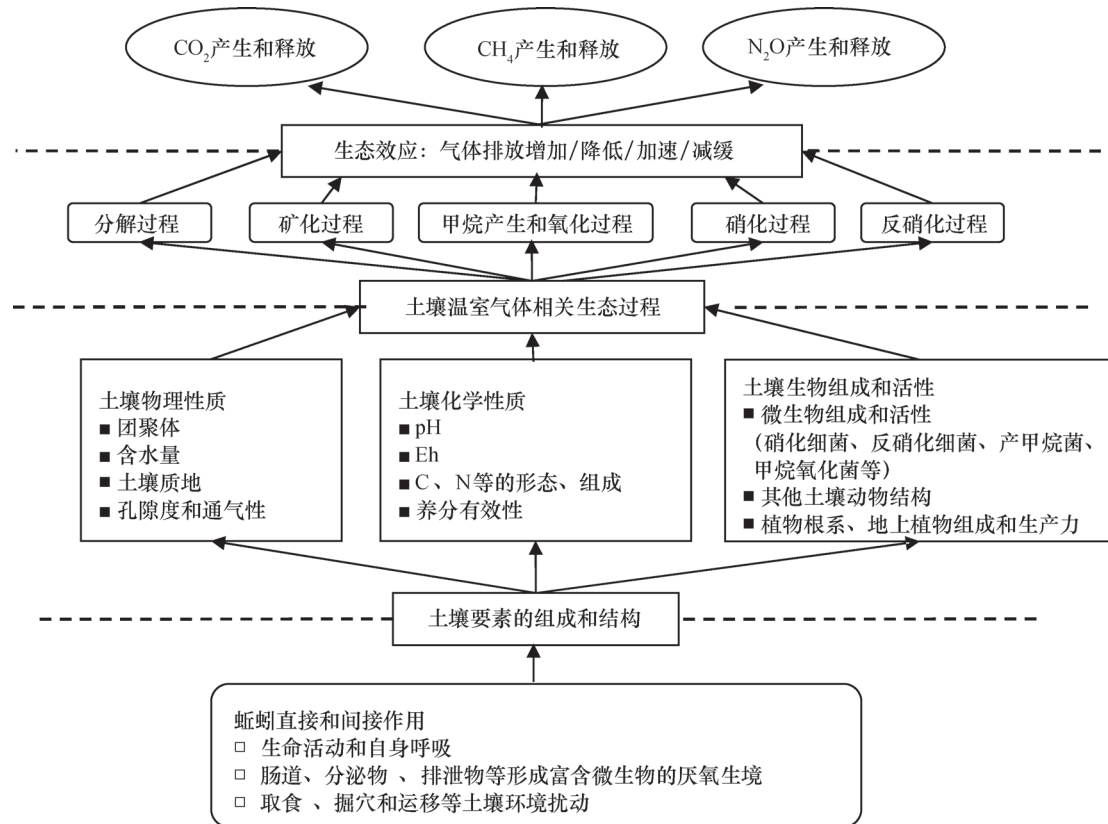 CO₂产生和释放
CH₄产生和释放
N₂O产生和释放
生态效应：气体排放增加/降低/加速/减缓
分解过程
矿化过程
甲烷产生和氧化过程
硝化过程
反硝化过程
土壤温室气体相关生态过程
土壤物理性质
■ 团聚体
■ 含水量
■ 土壤质地
■ 孔隙度和通气性
土壤化学性质
■ pH
■ Eh
■ C、N等的形态、组成
■ 养分有效性
土壤生物组成和活性
■ 微生物组成和活性
(硝化细菌、反硝化细菌、产甲烷菌、
甲烷氧化菌等)
■ 其他土壤动物结构
■ 植物根系、地上植物组成和生产力
土壤要素的组成和结构
蚯蚓直接和间接作用
□ 生命活动和自身呼吸
□ 肠道、分泌物 、排泄物等形成富含微生物的厌氧生境
□ 取食 、掘穴和运移等土壤环境扰动